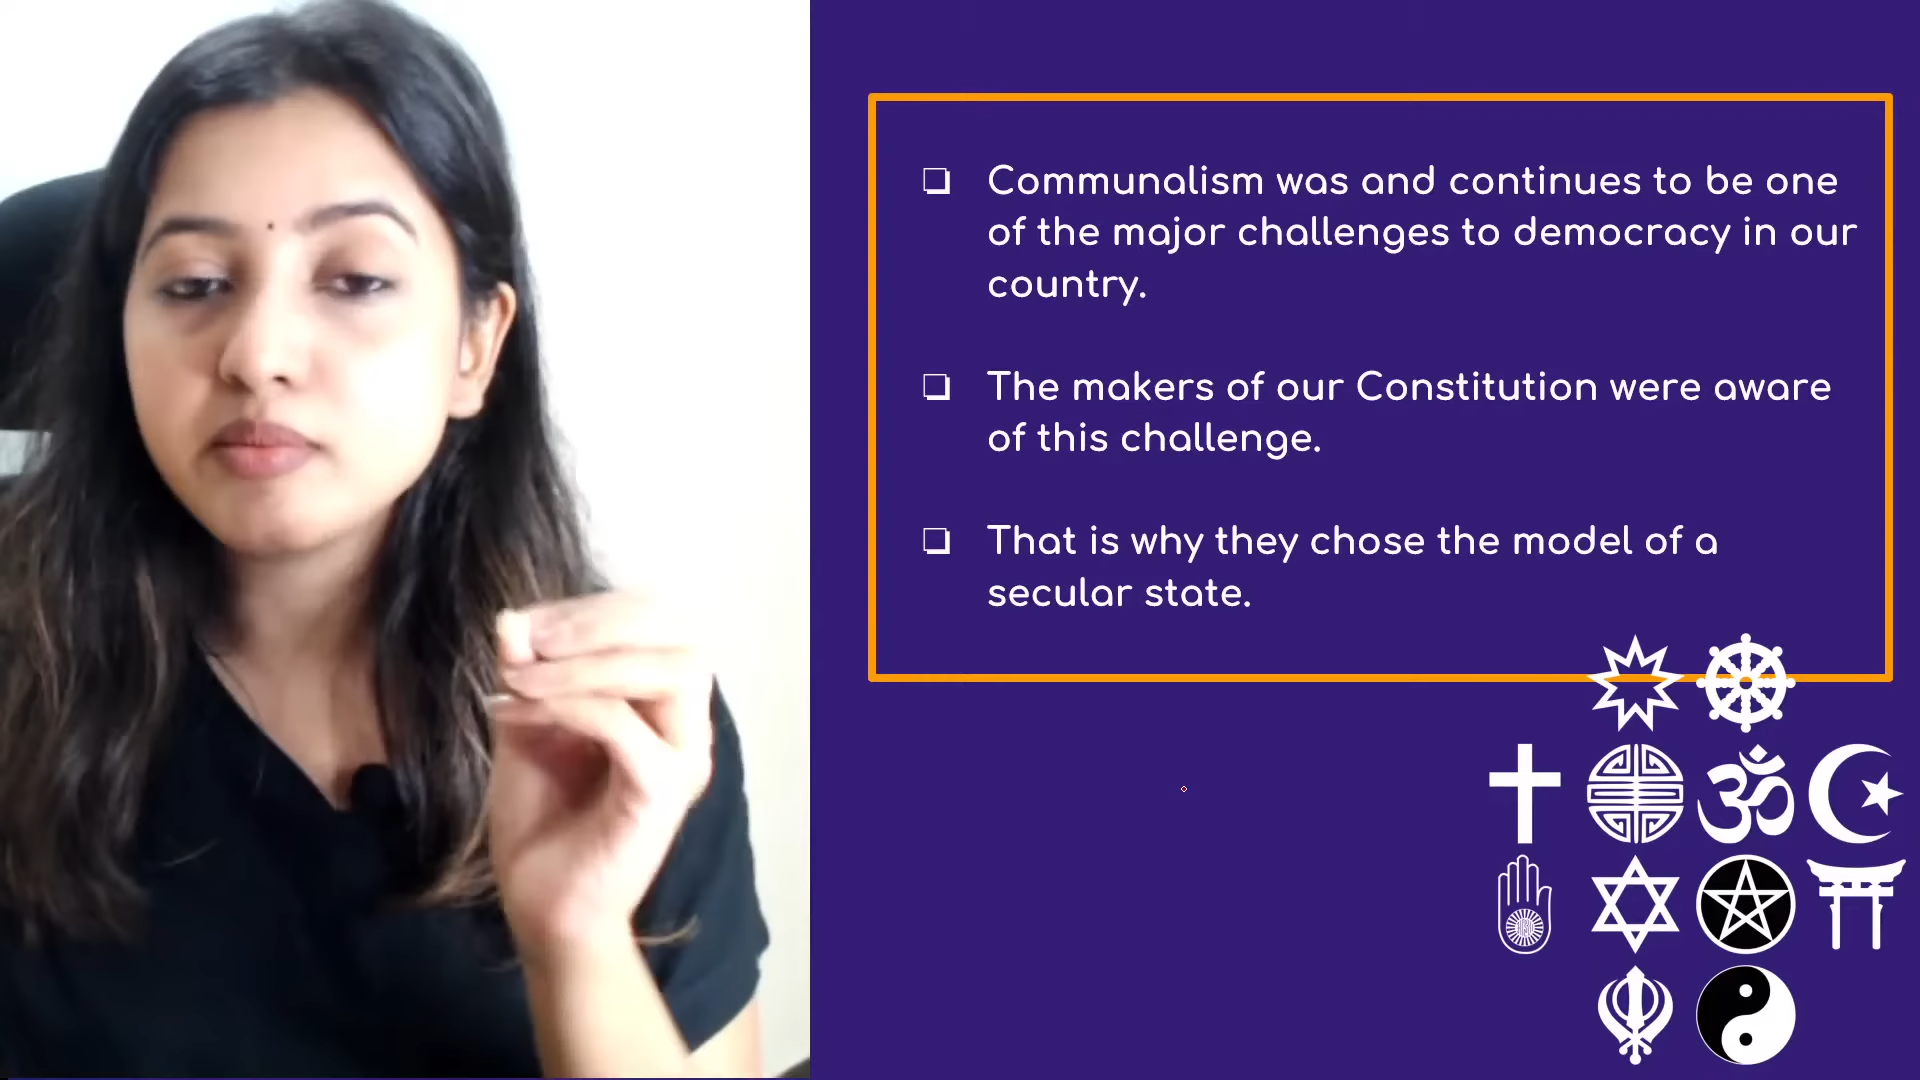 Communalism was and continues to be one
of the major challenges to democracy in our
country.
The makers of our Constitution were aware
of this challenge.
That is why they chose the model of a
secular state.
ॐ